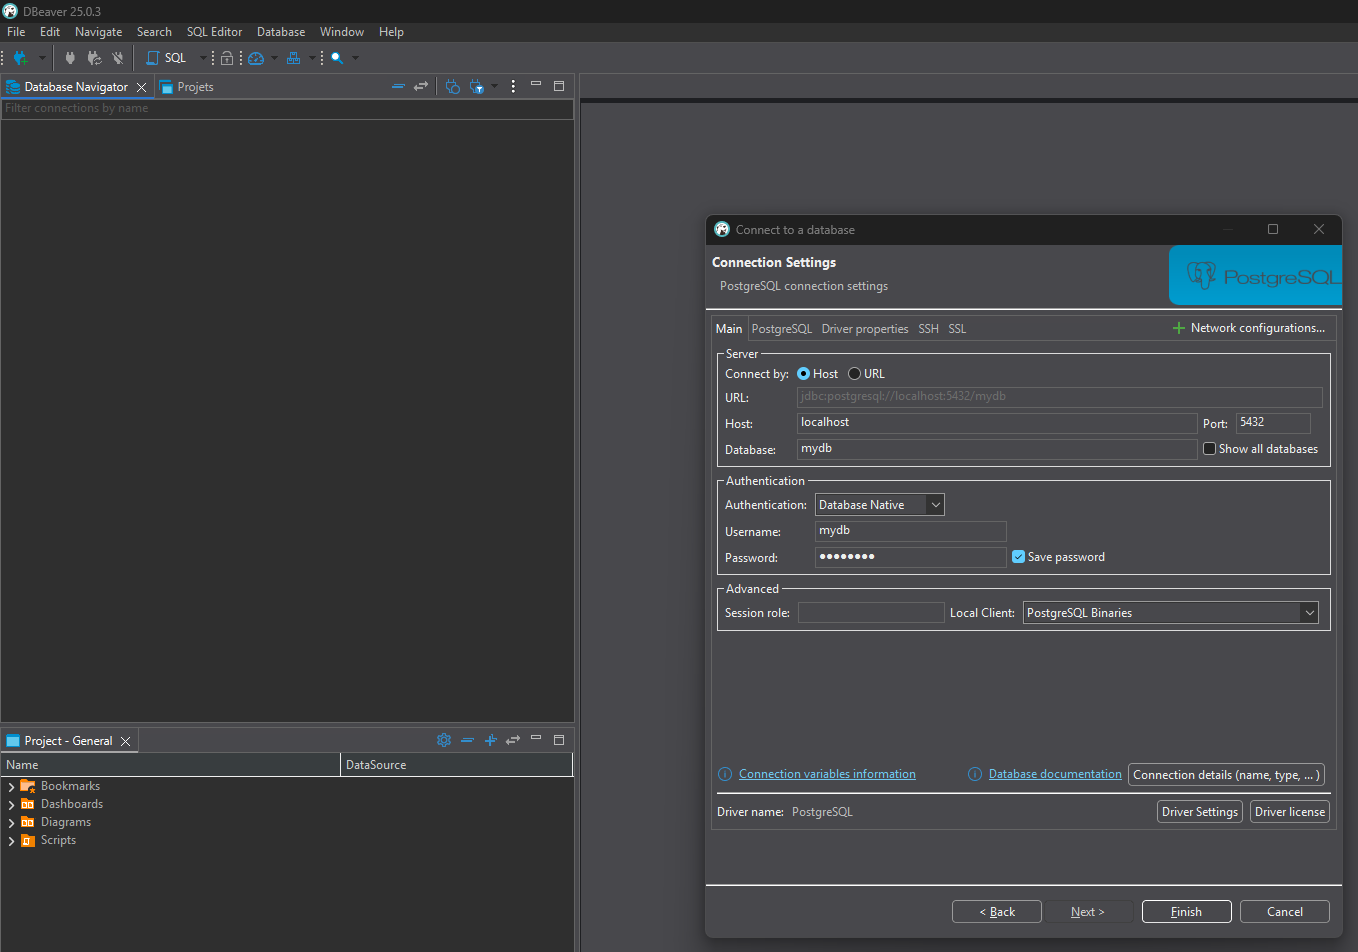 DBeaver 25.0.3
File Edit Navigate Search SQL Editor Database Window Help
SQL
Database Navigator Projets
Filter connections by name
Connect to a database
Connection Settings
PostgreSQL connection settings
PostgreSQL
Main PostgreSQL Driver properties SSH SSL Network configurations...
Server
Connect by: Host URL
URL: jdbc:postgresql://localhost:5432/mydb
Host: localhost Port: 5432
Database: mydb Show all databases
Authentication
Authentication: Database Native
Username: mydb
Password: •••••••• Save password
Advanced
Session role: Local Client: PostgreSQL Binaries
Connection variables information Database documentation Connection details (name, type, ... )
Driver name: PostgreSQL Driver Settings Driver license
< Back Next > Finish Cancel
Project - General
Name DataSource
Bookmarks
Dashboards
Diagrams
Scripts